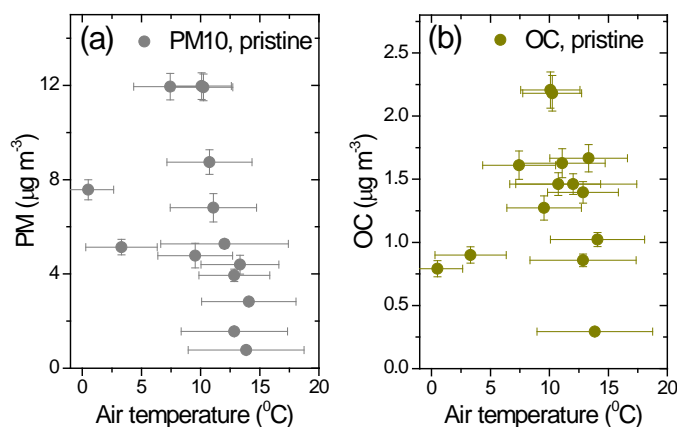 (a) PM10, pristine
PM (µg m⁻³)
12
8
4
0
0 5 10 15 20
Air temperature (⁰C)
(b) OC, pristine
OC (µg m⁻³)
2.5
2.0
1.5
1.0
0.5
0.0
0 5 10 15 20
Air temperature (⁰C)